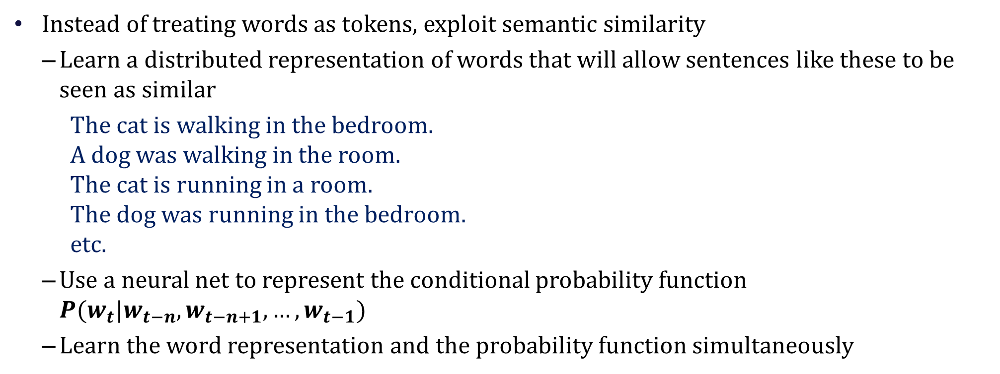 • Instead of treating words as tokens, exploit semantic similarity
– Learn a distributed representation of words that will allow sentences like these to be
seen as similar
The cat is walking in the bedroom.
A dog was walking in the room.
The cat is running in a room.
The dog was running in the bedroom.
etc.
– Use a neural net to represent the conditional probability function
P(w_t|w_{t−n}, w_{t−n+1}, … , w_{t−1})
– Learn the word representation and the probability function simultaneously